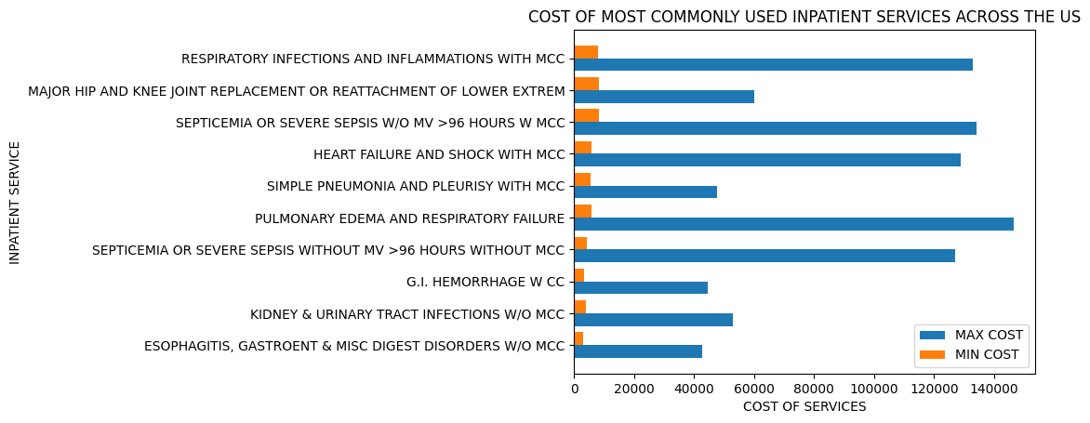 COST OF MOST COMMONLY USED INPATIENT SERVICES ACROSS THE US
INPATIENT SERVICE
RESPIRATORY INFECTIONS AND INFLAMMATIONS WITH MCC
MAJOR HIP AND KNEE JOINT REPLACEMENT OR REATTACHMENT OF LOWER EXTREM
SEPTICEMIA OR SEVERE SEPSIS W/O MV >96 HOURS W MCC
HEART FAILURE AND SHOCK WITH MCC
SIMPLE PNEUMONIA AND PLEURISY WITH MCC
PULMONARY EDEMA AND RESPIRATORY FAILURE
SEPTICEMIA OR SEVERE SEPSIS WITHOUT MV >96 HOURS WITHOUT MCC
G.I. HEMORRHAGE W CC
KIDNEY & URINARY TRACT INFECTIONS W/O MCC
ESOPHAGITIS, GASTROENT & MISC DIGEST DISORDERS W/O MCC
MAX COST
MIN COST
0 20000 40000 60000 80000 100000 120000 140000
COST OF SERVICES